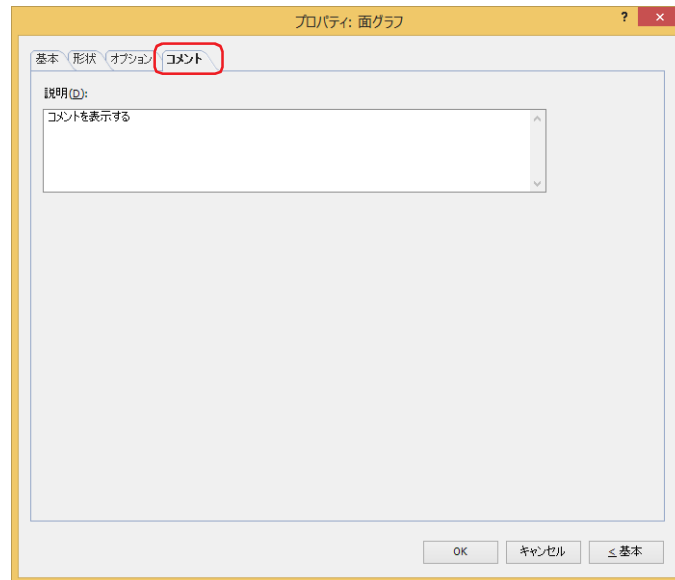 プロパティ: 面グラフ
? ×
基本 形状 オプション コメント
説明(D):
コメントを表示する
OK キャンセル < 基本